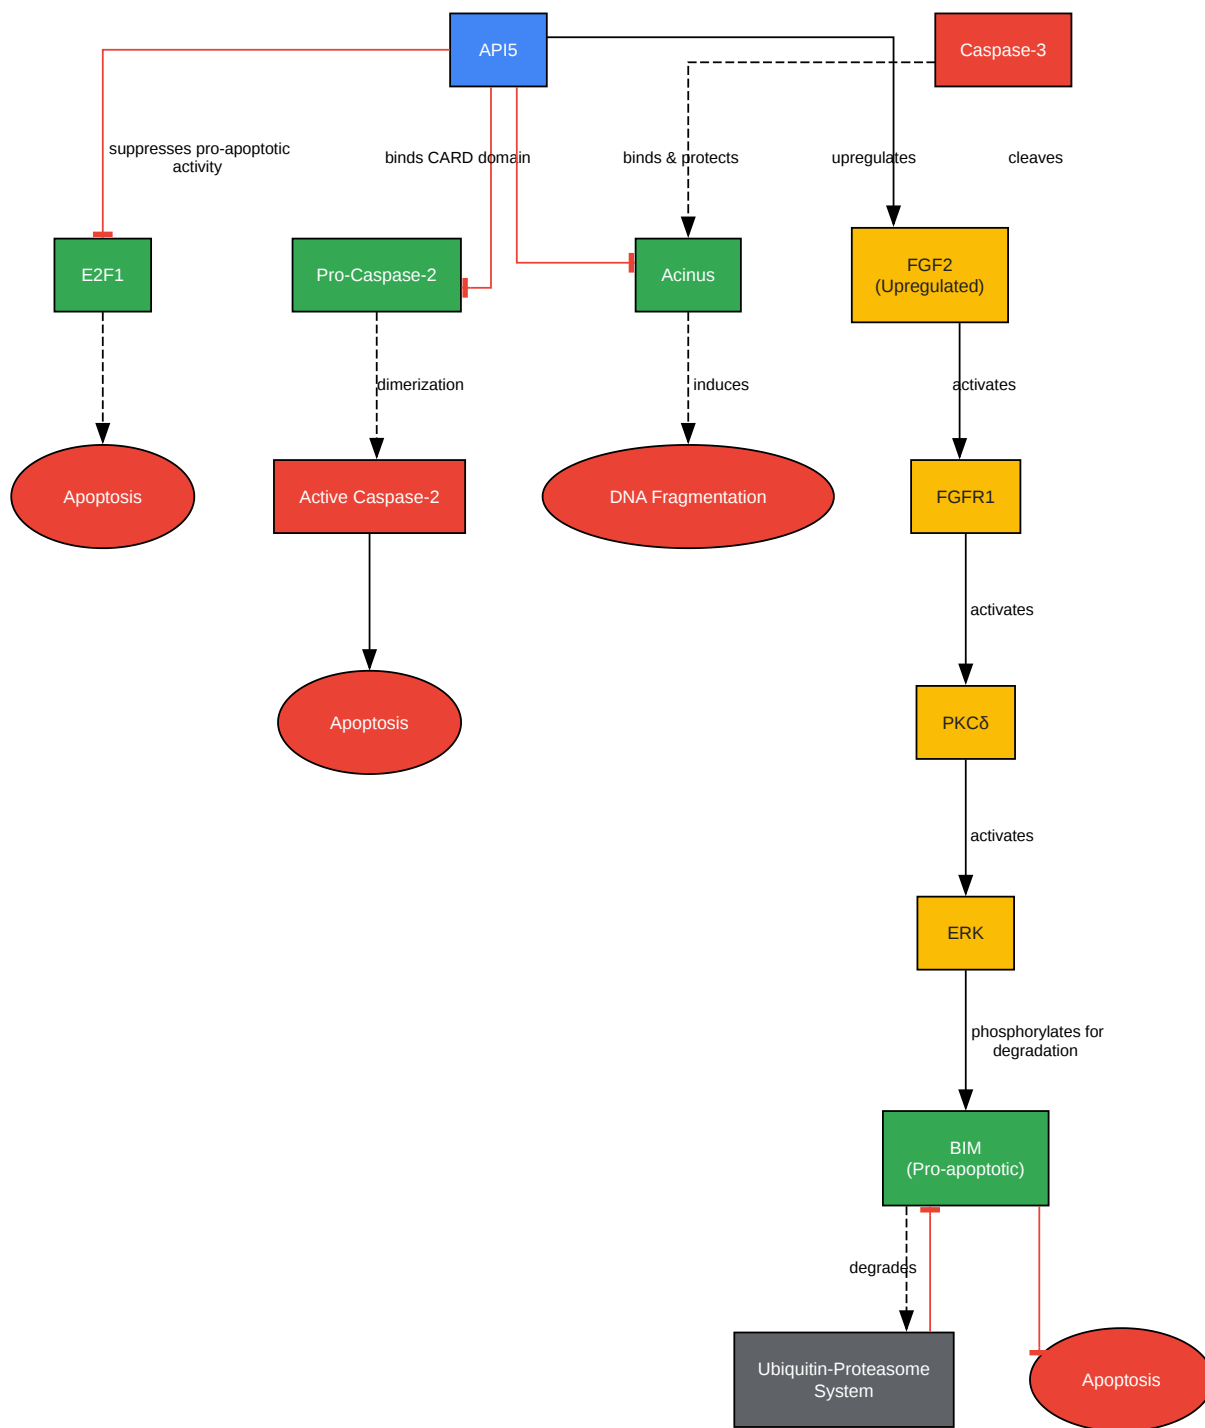 API5
Caspase-3
suppresses pro-apoptotic
activity
binds CARD domain
binds & protects
upregulates
cleaves
E2F1
Pro-Caspase-2
Acinus
FGF2
(Upregulated)
dimerization
induces
activates
Apoptosis
Active Caspase-2
DNA Fragmentation
FGFR1
activates
Apoptosis
PKCδ
activates
ERK
phosphorylates for
degradation
BIM
(Pro-apoptotic)
degrades
Ubiquitin-Proteasome
System
Apoptosis